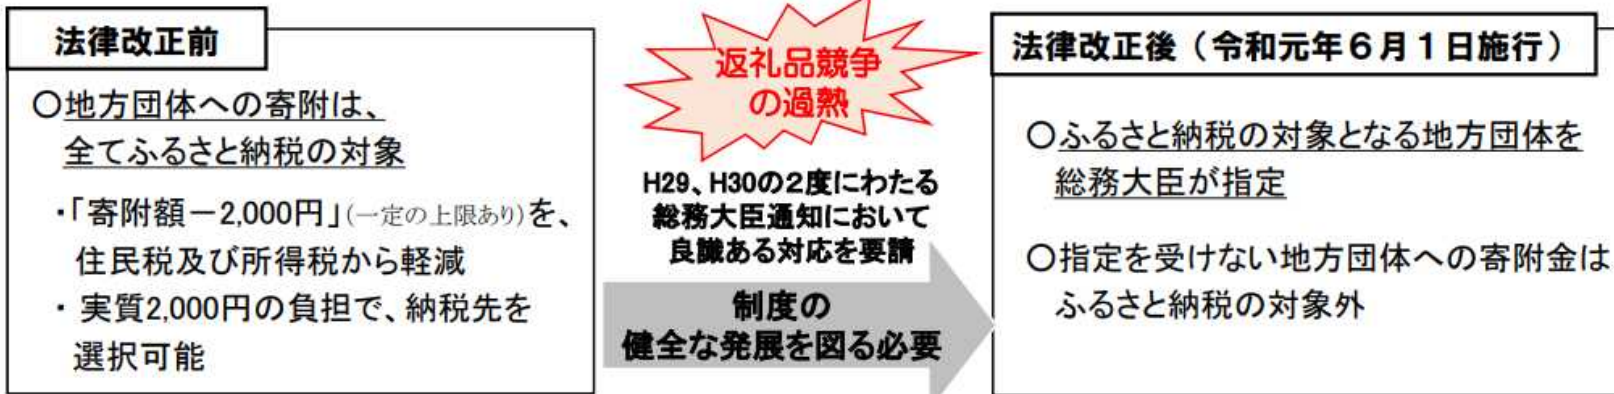 法律改正前
〇地方団体への寄附は、
全てふるさと納税の対象
・「寄附額－2,000円」(一定の上限あり)を、
住民税及び所得税から軽減
・ 実質2,000円の負担で、納税先を
選択可能
返礼品競争
の過熱
H29、H30の2度にわたる
総務大臣通知において
良識ある対応を要請
制度の
健全な発展を図る必要
法律改正後（令和元年６月１日施行）
〇ふるさと納税の対象となる地方団体を
総務大臣が指定
〇指定を受けない地方団体への寄附金は
ふるさと納税の対象外